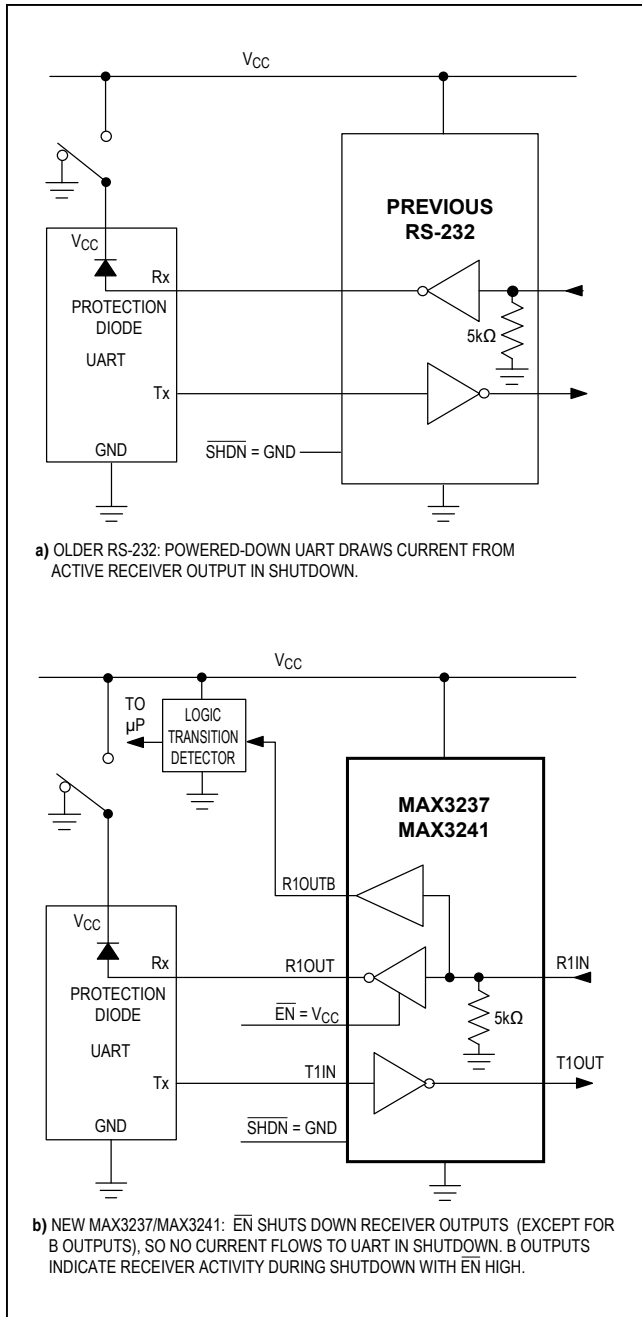 VCC
PREVIOUS
RS-232
VCC
Rx
PROTECTION
DIODE
5kΩ
UART
Tx
GND
SHDN = GND
a) OLDER RS-232: POWERED-DOWN UART DRAWS CURRENT FROM
ACTIVE RECEIVER OUTPUT IN SHUTDOWN.
VCC
TO
µP
LOGIC
TRANSITION
DETECTOR
MAX3237
MAX3241
R1OUTB
VCC
Rx
R1OUT
R1IN
PROTECTION
DIODE
EN = VCC
5kΩ
UART
Tx
T1IN
T1OUT
GND
SHDN = GND
b) NEW MAX3237/MAX3241: EN SHUTS DOWN RECEIVER OUTPUTS (EXCEPT FOR
B OUTPUTS), SO NO CURRENT FLOWS TO UART IN SHUTDOWN. B OUTPUTS
INDICATE RECEIVER ACTIVITY DURING SHUTDOWN WITH EN HIGH.